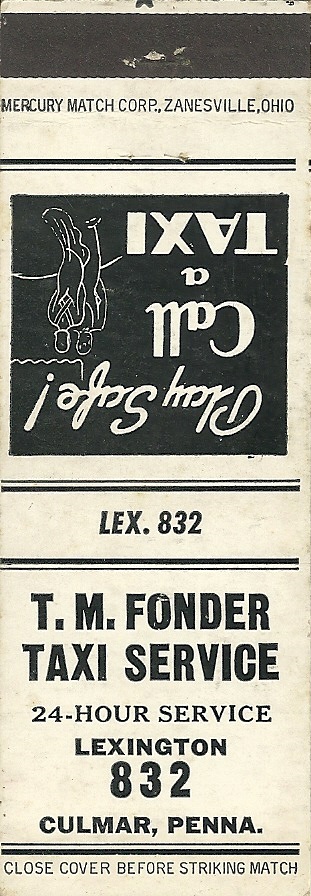 MERCURY MATCH CORP., ZANESVILLE, OHIO
Play Safe!
Call
a
TAXI
LEX. 832
T. M. FONDER
TAXI SERVICE
24-HOUR SERVICE
LEXINGTON
832
CULMAR, PENNA.
CLOSE COVER BEFORE STRIKING MATCH